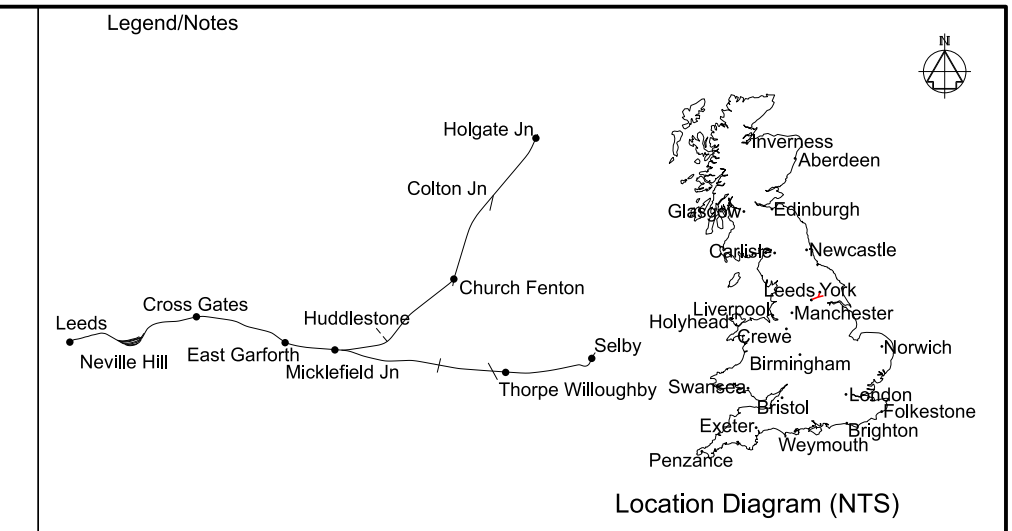 Legend/Notes
N
Holgate Jn
Colton Jn
Church Fenton
Huddlestone
Cross Gates
Leeds
Neville Hill
East Garforth
Micklefield Jn
Selby
Thorpe Willoughby
Inverness
Aberdeen
Glasgow
Edinburgh
Carlisle
Newcastle
Leeds
York
Liverpool
Manchester
Holyhead
Crewe
Norwich
Birmingham
Swansea
London
Bristol
Folkestone
Exeter
Brighton
Weymouth
Penzance
Location Diagram (NTS)